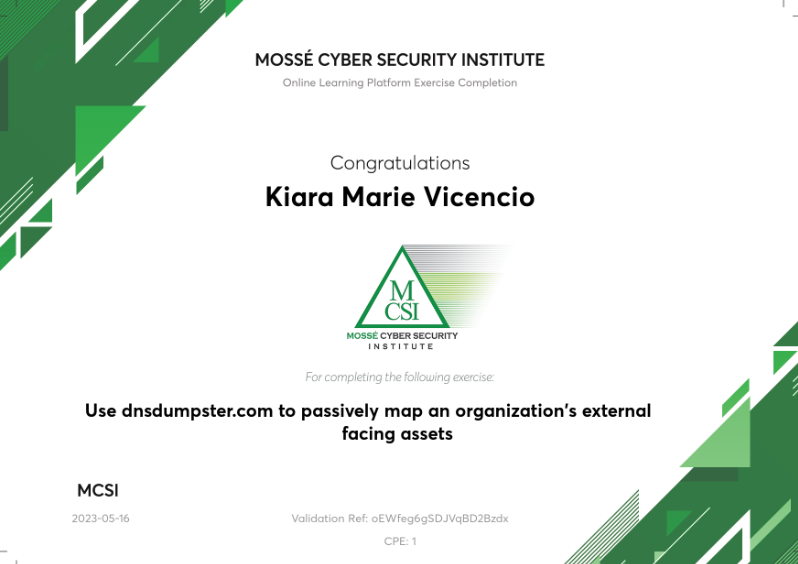 MOSSÉ CYBER SECURITY INSTITUTE
Online Learning Platform Exercise Completion
Congratulations
Kiara Marie Vicencio
M
CSI
MOSSÉ CYBER SECURITY
INSTITUTE
For completing the following exercise:
Use dnsdumpster.com to passively map an organization's external
facing assets
MCSI
2023-05-16
Validation Ref: oEWfeg6gSDJVqBD2Bzdx
CPE: 1